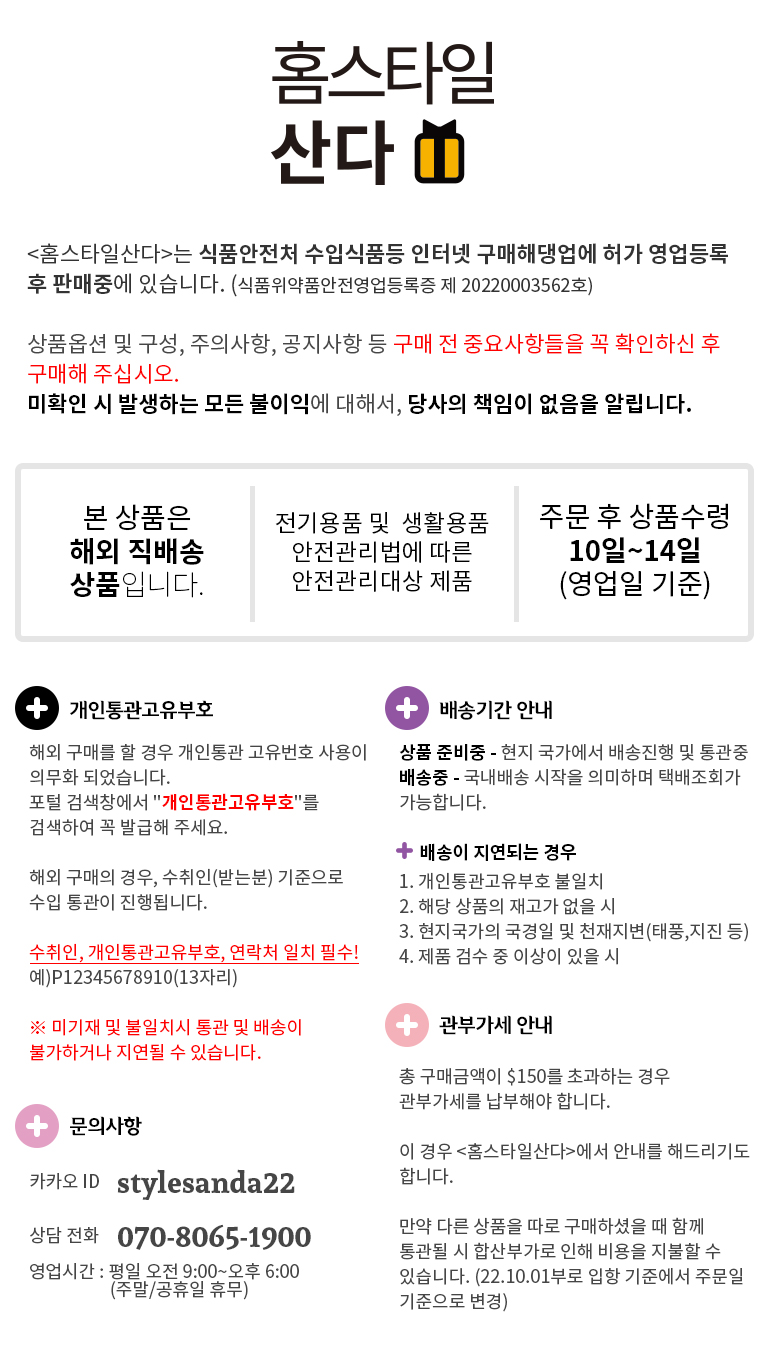 홈스타일
산다
<홈스타일산다>는 식품안전처 수입식품등 인터넷 구매해댕업에 허가 영업등록
후 판매중에 있습니다. (식품위약품안전영업등록증 제 20220003562호)
상품옵션 및 구성, 주의사항, 공지사항 등 구매 전 중요사항들을 꼭 확인하신 후
구매해 주십시오.
미확인 시 발생하는 모든 불이익에 대해서, 당사의 책임이 없음을 알립니다.
본 상품은
해외 직배송
상품입니다.
전기용품 및 생활용품
안전관리법에 따른
안전관리대상 제품
주문 후 상품수령
10일~14일
(영업일 기준)
개인통관고유부호
해외 구매를 할 경우 개인통관 고유번호 사용이
의무화 되었습니다.
포털 검색창에서 "개인통관고유부호"를
검색하여 꼭 발급해 주세요.
해외 구매의 경우, 수취인(받는분) 기준으로
수입 통관이 진행됩니다.
수취인, 개인통관고유부호, 연락처 일치 필수!
예)P12345678910(13자리)
※ 미기재 및 불일치시 통관 및 배송이
불가하거나 지연될 수 있습니다.
문의사항
카카오 ID stylesanda22
상담 전화 070-8065-1900
영업시간 : 평일 오전 9:00~오후 6:00
(주말/공휴일 휴무)
배송기간 안내
상품 준비중 - 현지 국가에서 배송진행 및 통관중
배송중 - 국내배송 시작을 의미하며 택배조회가
가능합니다.
배송이 지연되는 경우
1. 개인통관고유부호 불일치
2. 해당 상품의 재고가 없을 시
3. 현지국가의 국경일 및 천재지변(태풍,지진 등)
4. 제품 검수 중 이상이 있을 시
관부가세 안내
총 구매금액이 $150를 초과하는 경우
관부가세를 납부해야 합니다.
이 경우 <홈스타일산다>에서 안내를 해드리기도
합니다.
만약 다른 상품을 따로 구매하셨을 때 함께
통관될 시 합산부가로 인해 비용을 지불할 수
있습니다. (22.10.01부로 입항 기준에서 주문일
기준으로 변경)